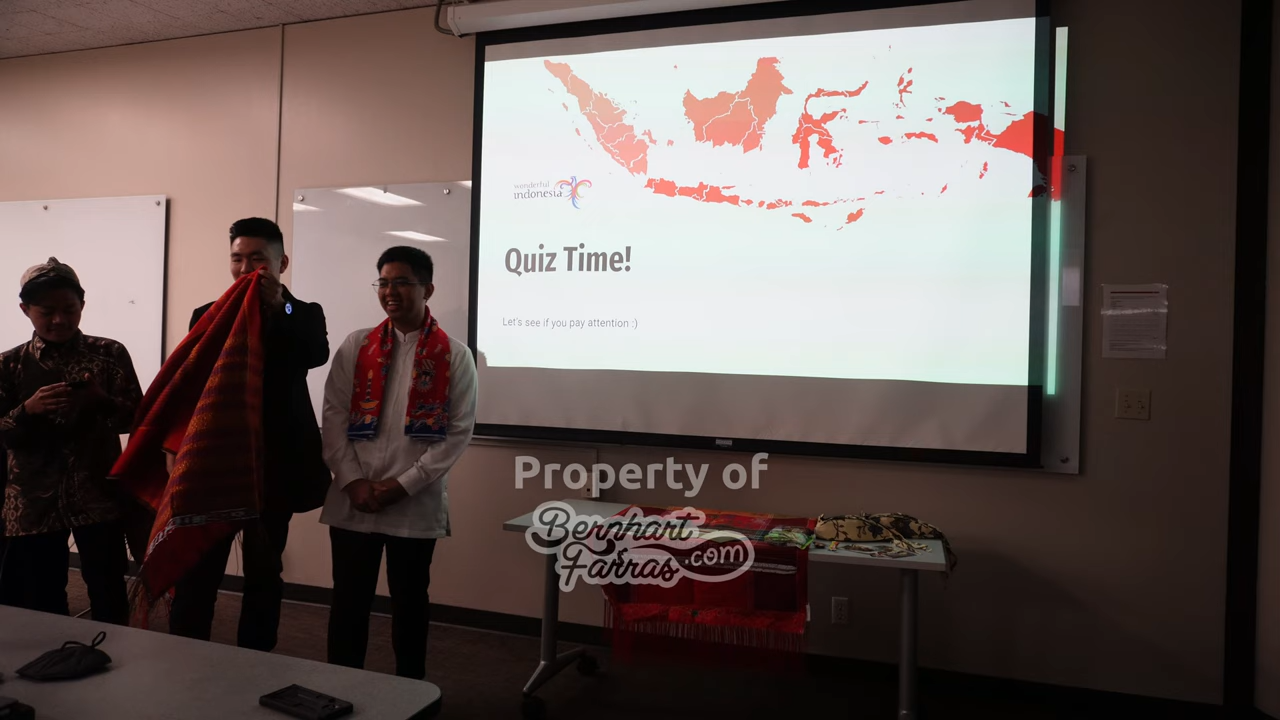 wonderful
indonesia
Quiz Time!
Let's see if you pay attention :)
Property of
Bernhart
Farras.com